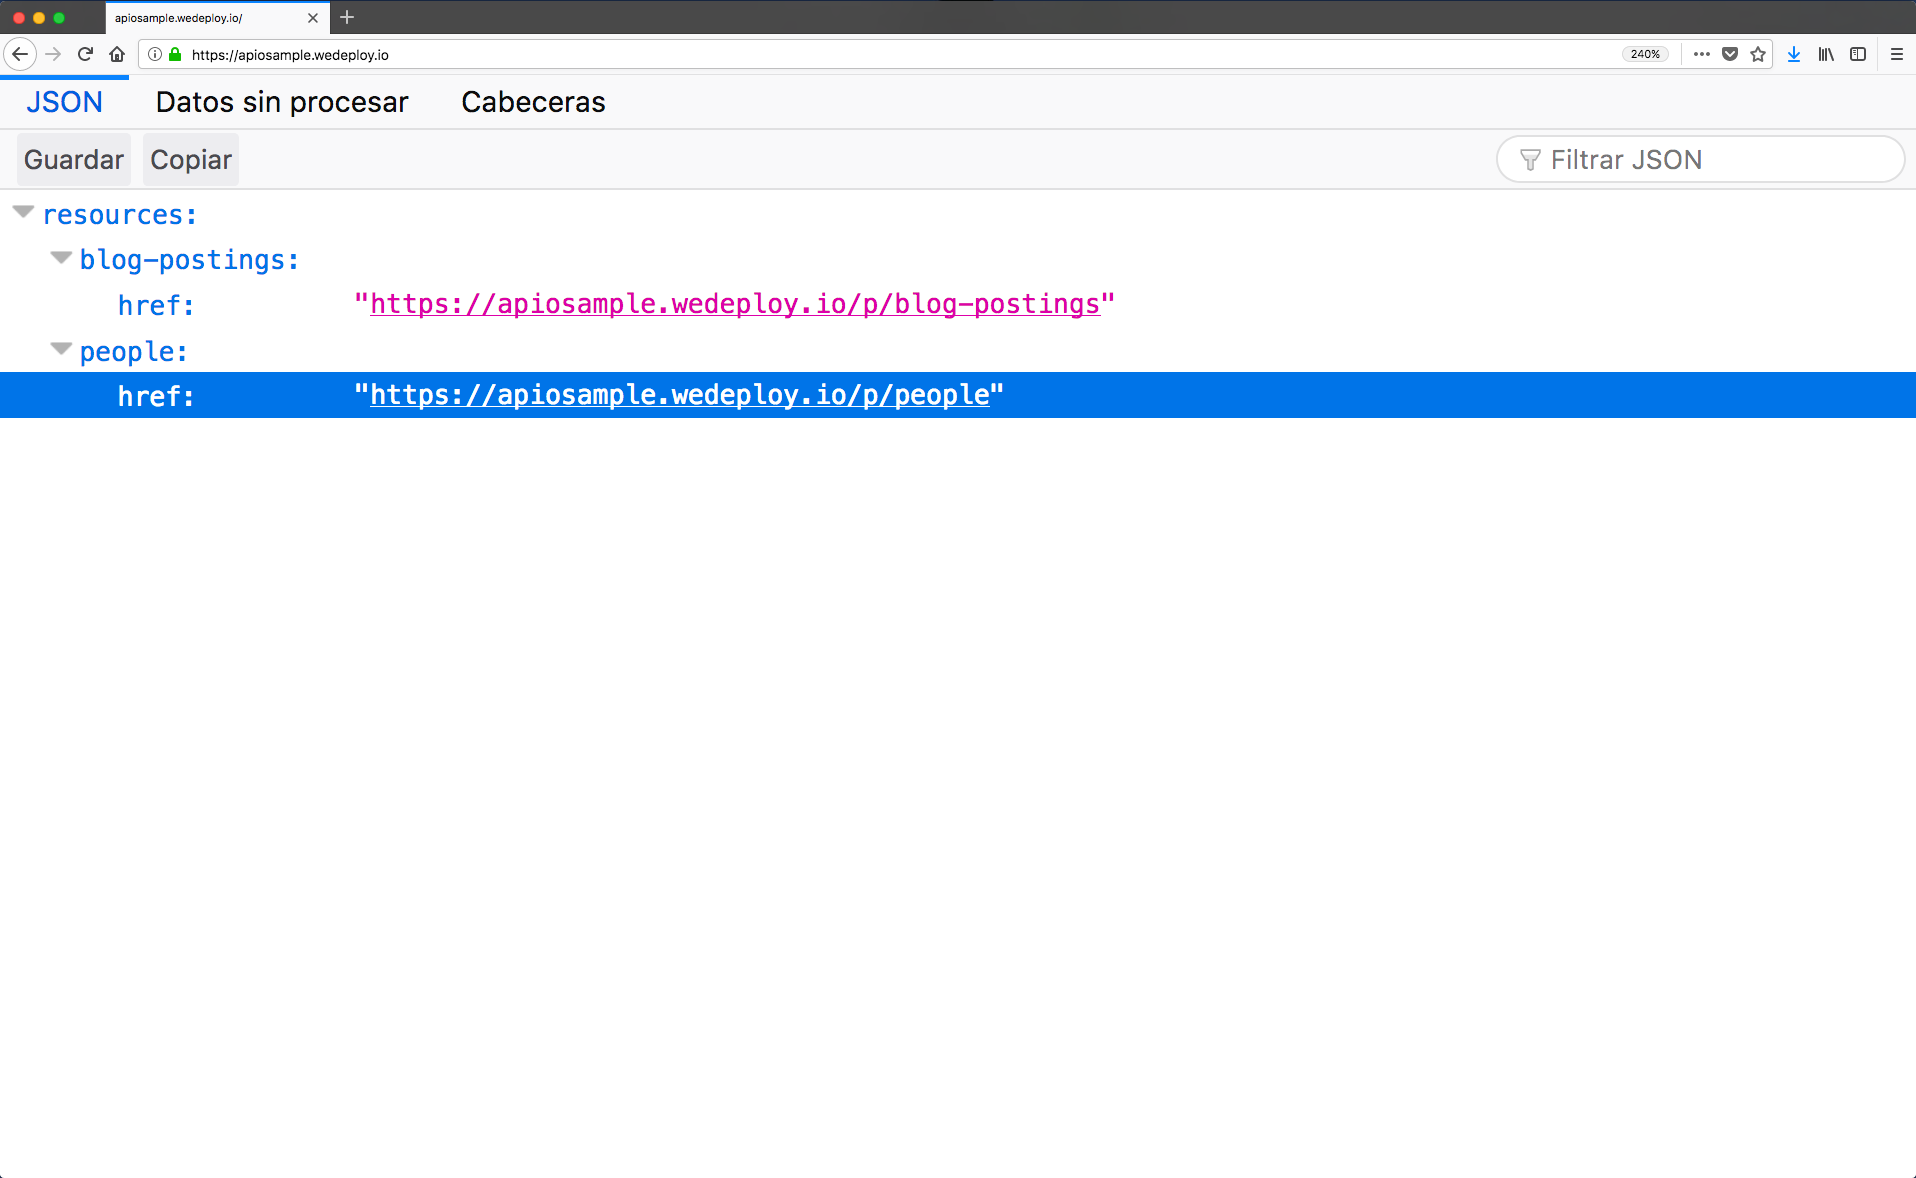 apiosample.wedeploy.io/
https://apiosample.wedeploy.io 240%
JSON Datos sin procesar Cabeceras
Guardar Copiar Filtrar JSON
resources:
blog-postings:
href: "https://apiosample.wedeploy.io/p/blog-postings"
people:
href: "https://apiosample.wedeploy.io/p/people"